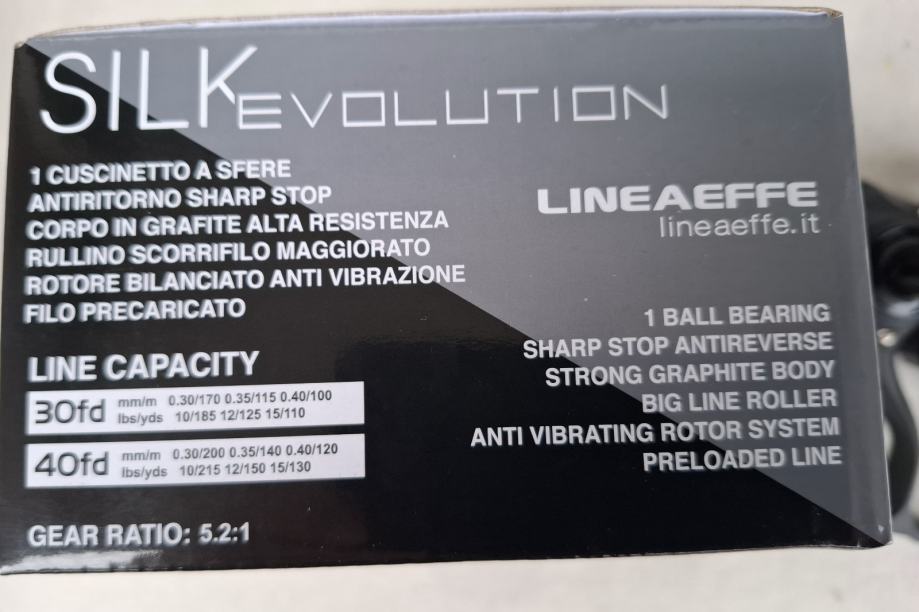 SILK EVOLUTION
1 CUSCINETTO A SFERE
ANTIRITORNO SHARP STOP
CORPO IN GRAFITE ALTA RESISTENZA
RULLINO SCORRIFILO MAGGIORATO
ROTORE BILANCIATO ANTI VIBRAZIONE
FILO PRECARICATO
LINEAEFFE
lineaeffe.it
1 BALL BEARING
SHARP STOP ANTIREVERSE
STRONG GRAPHITE BODY
BIG LINE ROLLER
ANTI VIBRATING ROTOR SYSTEM
PRELOADED LINE
LINE CAPACITY
30fd mm/m 0.30/170 0.35/115 0.40/100
lbs/yds 10/185 12/125 15/110
40fd mm/m 0.30/200 0.35/140 0.40/120
lbs/yds 10/215 12/150 15/130
GEAR RATIO: 5.2:1